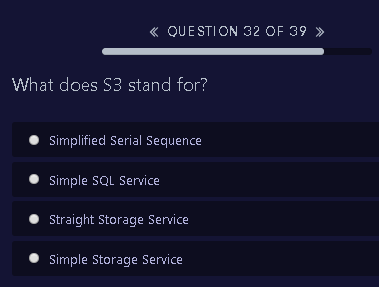 « QUESTION 32 OF 39 »
What does S3 stand for?
Simplified Serial Sequence
Simple SQL Service
Straight Storage Service
Simple Storage Service